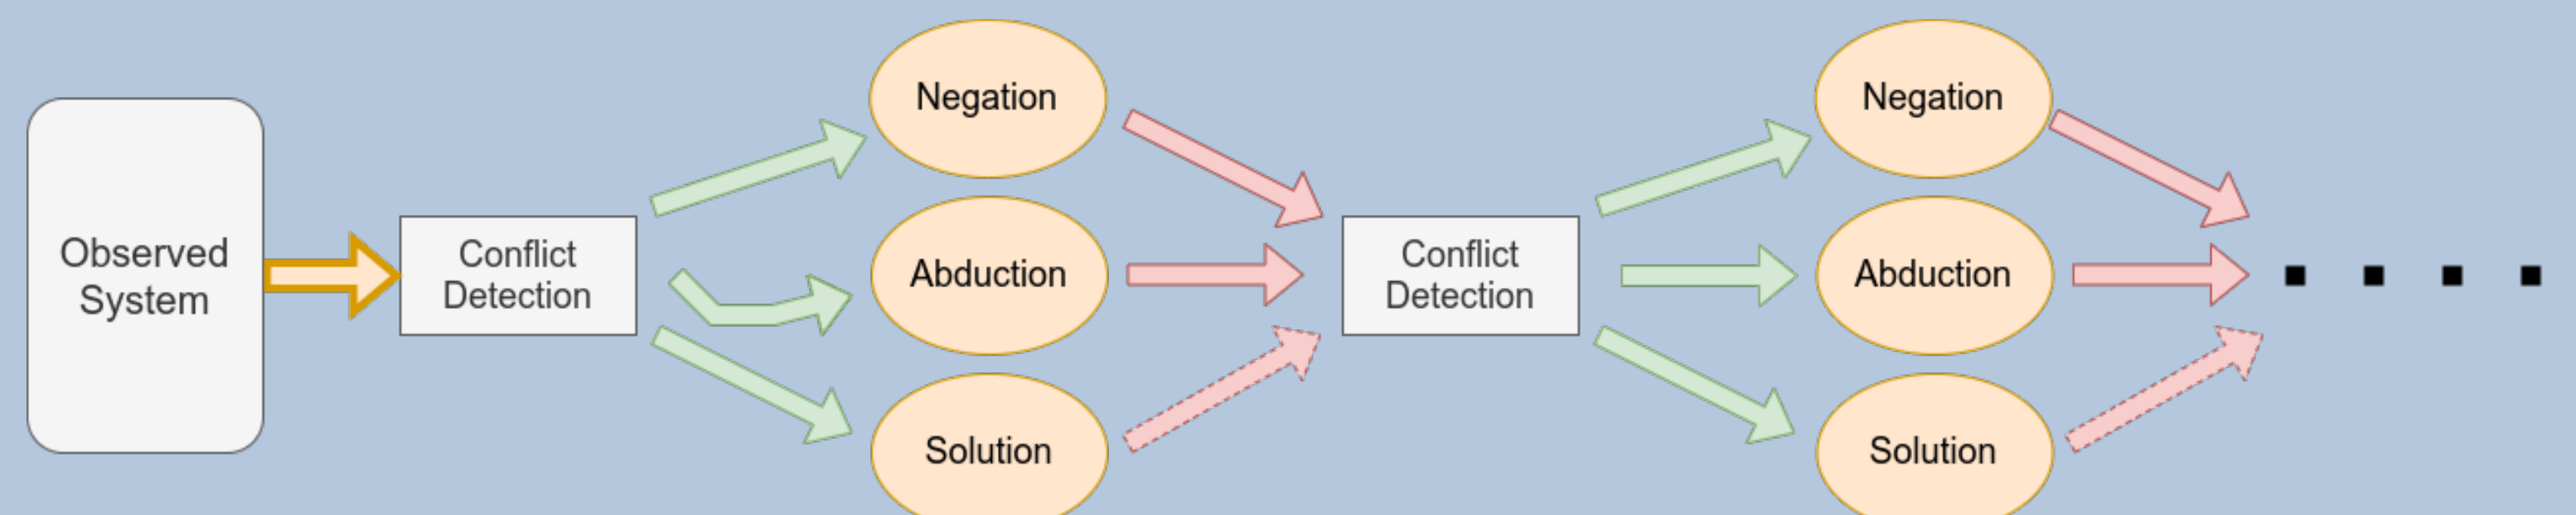 Observed
System
Conflict
Detection
Negation
Abduction
Solution
Conflict
Detection
Negation
Abduction
Solution